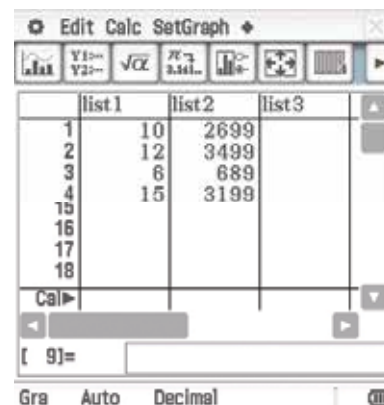 Edit Calc SetGraph
list1 list2 list3
1 10 2699
2 12 3499
3 6 689
4 15 3199
15
16
17
18
Cal▶
[ 9]=
Gra Auto Decimal